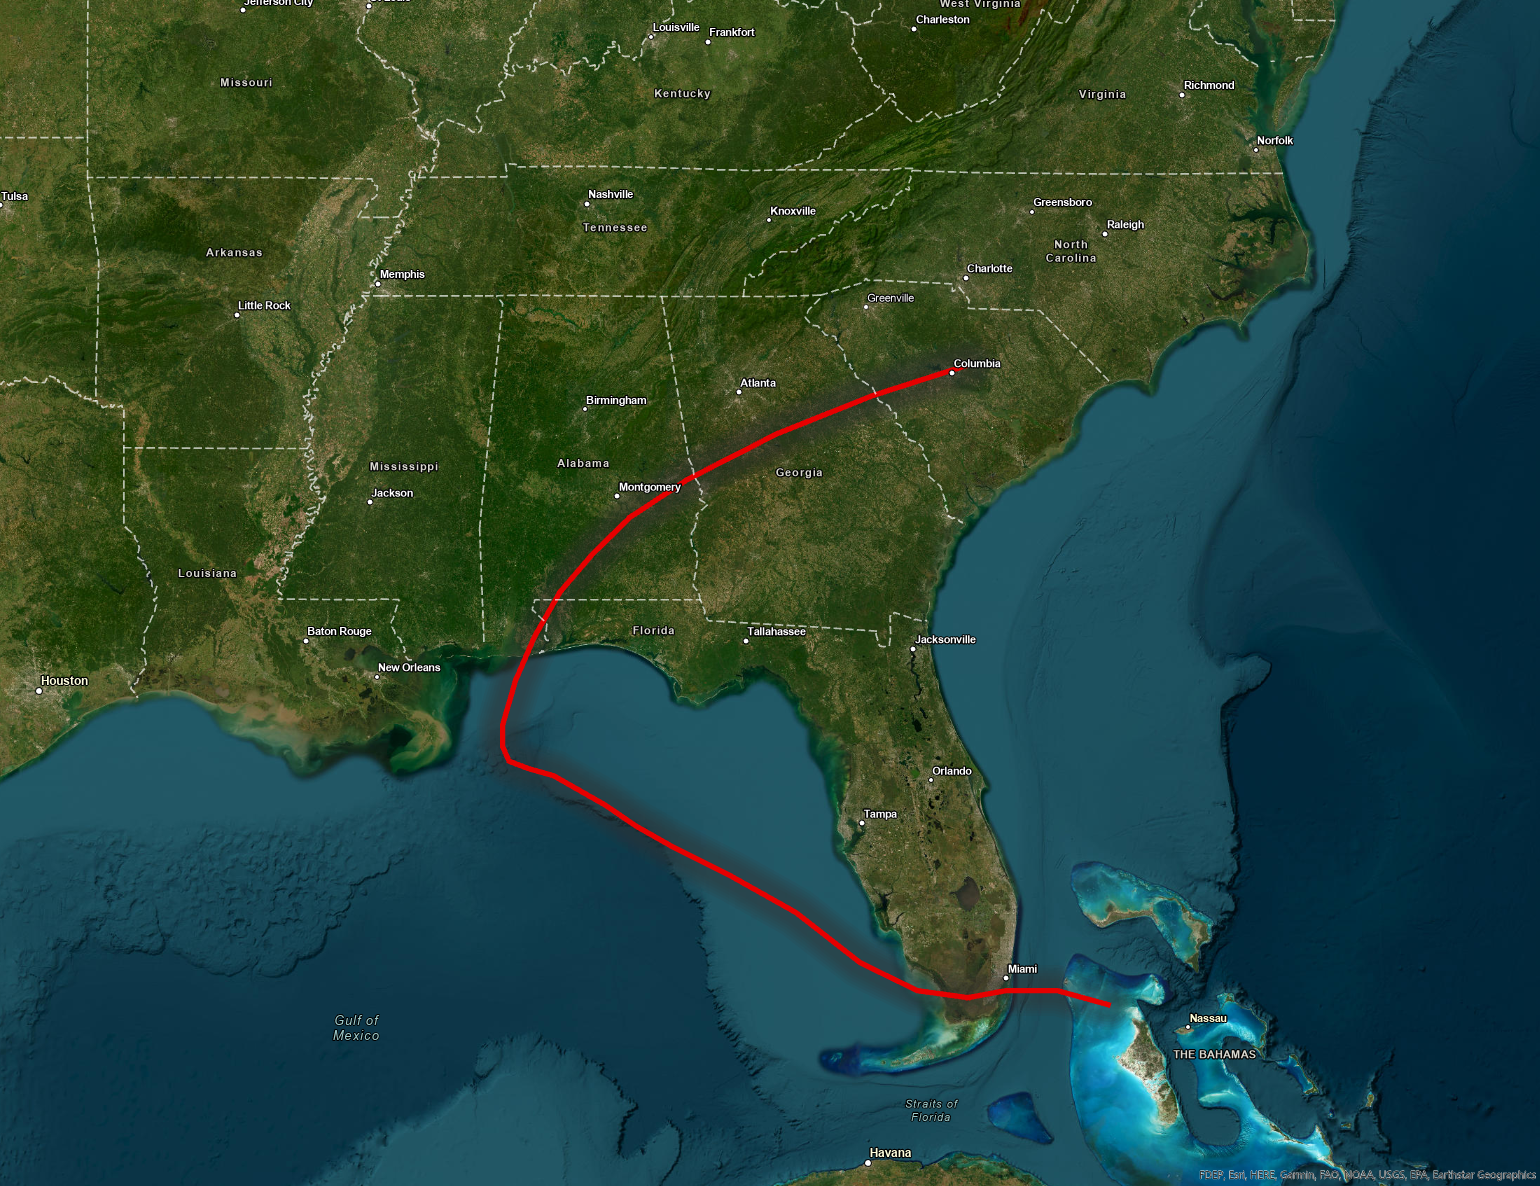 Jefferson City
West Virginia
Charleston
Louisville
Frankfort
Missouri
Kentucky
Virginia
Richmond
Norfolk
Tulsa
Nashville
Tennessee
Knoxville
Greensboro
Raleigh
North
Carolina
Arkansas
Memphis
Charlotte
Little Rock
Greenville
Columbia
Atlanta
Birmingham
Mississippi
Alabama
Georgia
Jackson
Montgomery
Louisiana
Baton Rouge
Florida
Tallahassee
Jacksonville
New Orleans
Houston
Orlando
Tampa
Miami
Gulf of
Mexico
Nassau
THE BAHAMAS
Straits of
Florida
Havana
FDEP, Esri, HERE, Garmin, FAO, NOAA, USGS, EPA, Earthstar Geographics